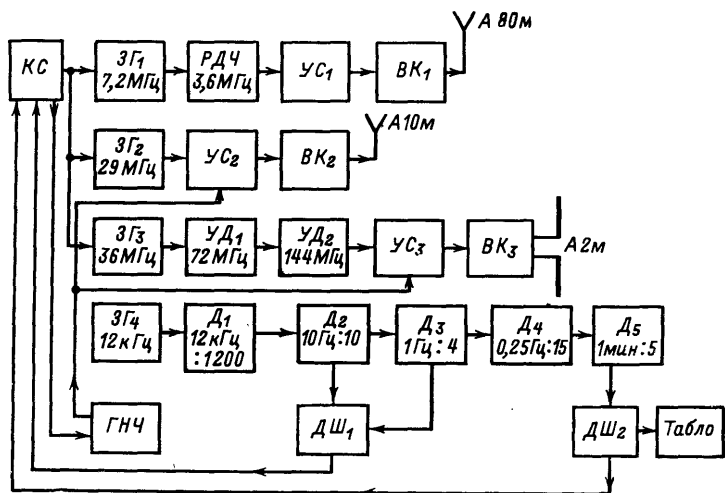 КС
ЗГ₁
7,2МГц
РДЧ
3,6МГц
УС₁
ВК₁
А 80м
ЗГ₂
29МГц
УС₂
ВК₂
А10м
ЗГ₃
36МГц
УД₁
72МГц
УД₂
144МГц
УС₃
ВК₃
А2м
ЗГ₄
12кГц
Д₁
12кГц
:1200
Д₂
10Гц:10
Д₃
1Гц:4
Д₄
0,25Гц:15
Д₅
1мин:5
ГНЧ
ДШ₁
ДШ₂
Табло